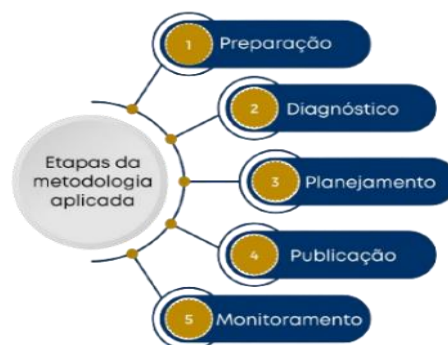 Etapas da
metodologia
aplicada
1 Preparação
2 Diagnóstico
3 Planejamento
4 Publicação
5 Monitoramento